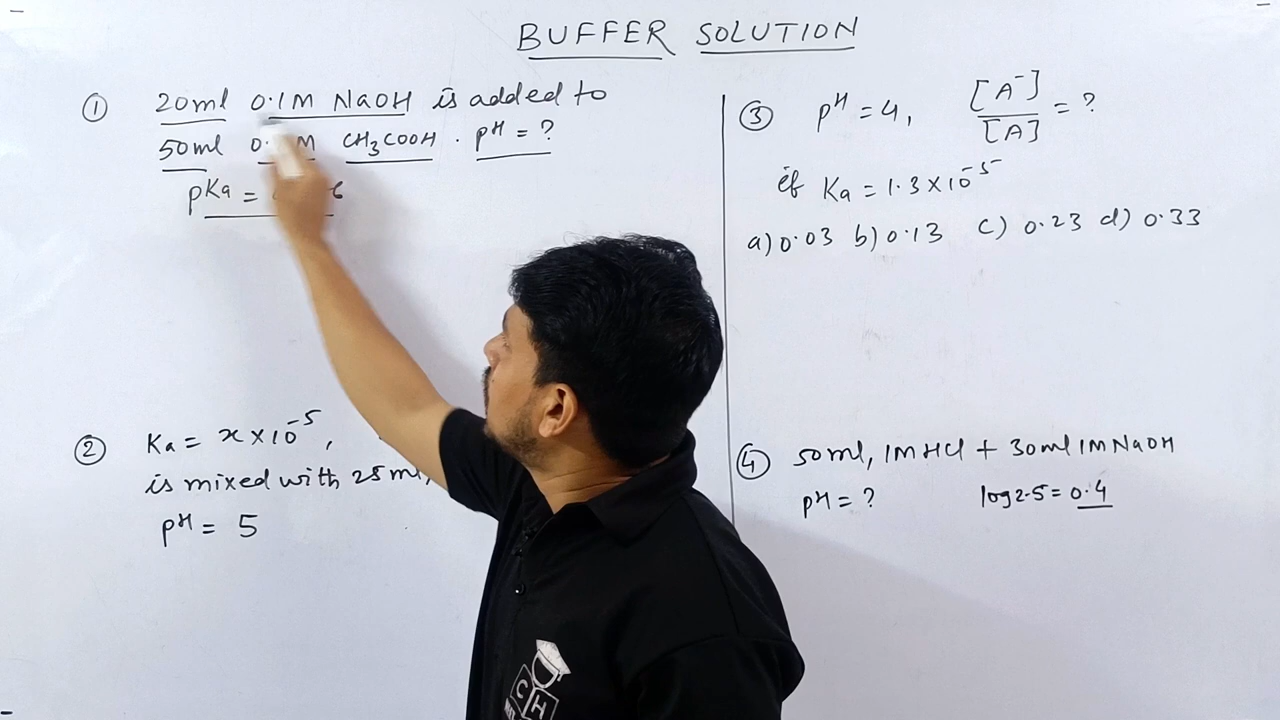 BUFFER SOLUTION
① 20ml 0.1M NaOH is added to
50ml M CH₃COOH . pH = ?
pKa =
② Ka = x×10⁻⁵,
is mixed with 25ml,
pH = 5
③ pH = 4, [A⁻]/[A] = ?
if Ka = 1.3×10⁻⁵
a) 0.03 b) 0.13 c) 0.23 d) 0.33
④ 50ml, 1M HCl + 30ml 1M NaOH
pH = ? log 2.5 = 0.4
C
H